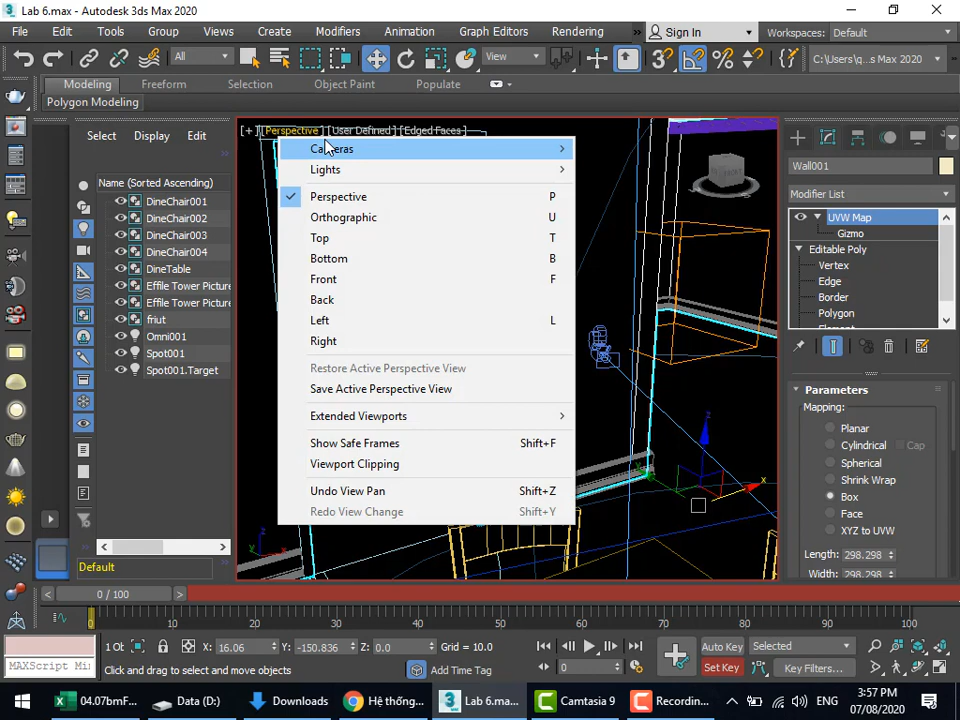 Lab 6.max - Autodesk 3ds Max 2020
File Edit Tools Group Views Create Modifiers Animation Graph Editors Rendering Sign In Workspaces: Default
All View C:\Users\q...s Max 2020
Modeling Freeform Selection Object Paint Populate
Polygon Modeling
Select Display Edit
Name (Sorted Ascending)
DineChair001
DineChair002
DineChair003
DineChair004
DineTable
Effile Tower Picture
Effile Tower Picture
friut
Omni001
Spot001
Spot001.Target
Default
[+] [Perspective] [User Defined] [Edged Faces]
Cameras
Lights
Perspective P
Orthographic U
Top T
Bottom B
Front F
Back
Left L
Right
Restore Active Perspective View
Save Active Perspective View
Extended Viewports
Show Safe Frames Shift+F
Viewport Clipping
Undo View Pan Shift+Z
Redo View Change Shift+Y
z
x
Wall001
Modifier List
UVW Map
Gizmo
Editable Poly
Vertex
Edge
Border
Polygon
Element
Parameters
Mapping:
Planar
Cylindrical Cap
Spherical
Shrink Wrap
Box
Face
XYZ to UVW
Length: 298.298
Width: 298.298
0 / 100
0 10 20 30 40 50 60 70 80 90 100
MAXScript Mi
1 Ot X: 16.06 Y: -150.836 Z: 0.0 Grid = 10.0
Click and drag to select and move objects Add Time Tag
0
Auto Key Selected
Set Key Key Filters...
04.07bmF... Data (D:) Downloads Hệ thống... Lab 6.ma... Camtasia 9 Recordin... ENG
3:57 PM
07/08/2020